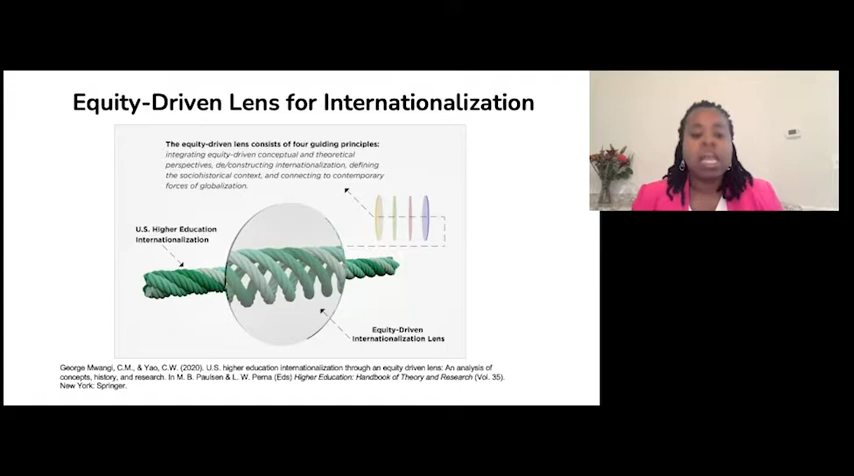 Equity-Driven Lens for Internationalization
The equity-driven lens consists of four guiding principles:
integrating equity-driven conceptual and theoretical
perspectives, de/constructing internationalization, defining
the sociohistorical context, and connecting to contemporary
forces of globalization.
U.S. Higher Education
Internationalization
Equity-Driven
Internationalization Lens
George Mwangi, C.M., & Yao, C.W. (2020). U.S. higher education internationalization through an equity driven lens: An analysis of
concepts, history, and research. In M. B. Paulsen & L. W. Perna (Eds) Higher Education: Handbook of Theory and Research (Vol. 35).
New York: Springer.